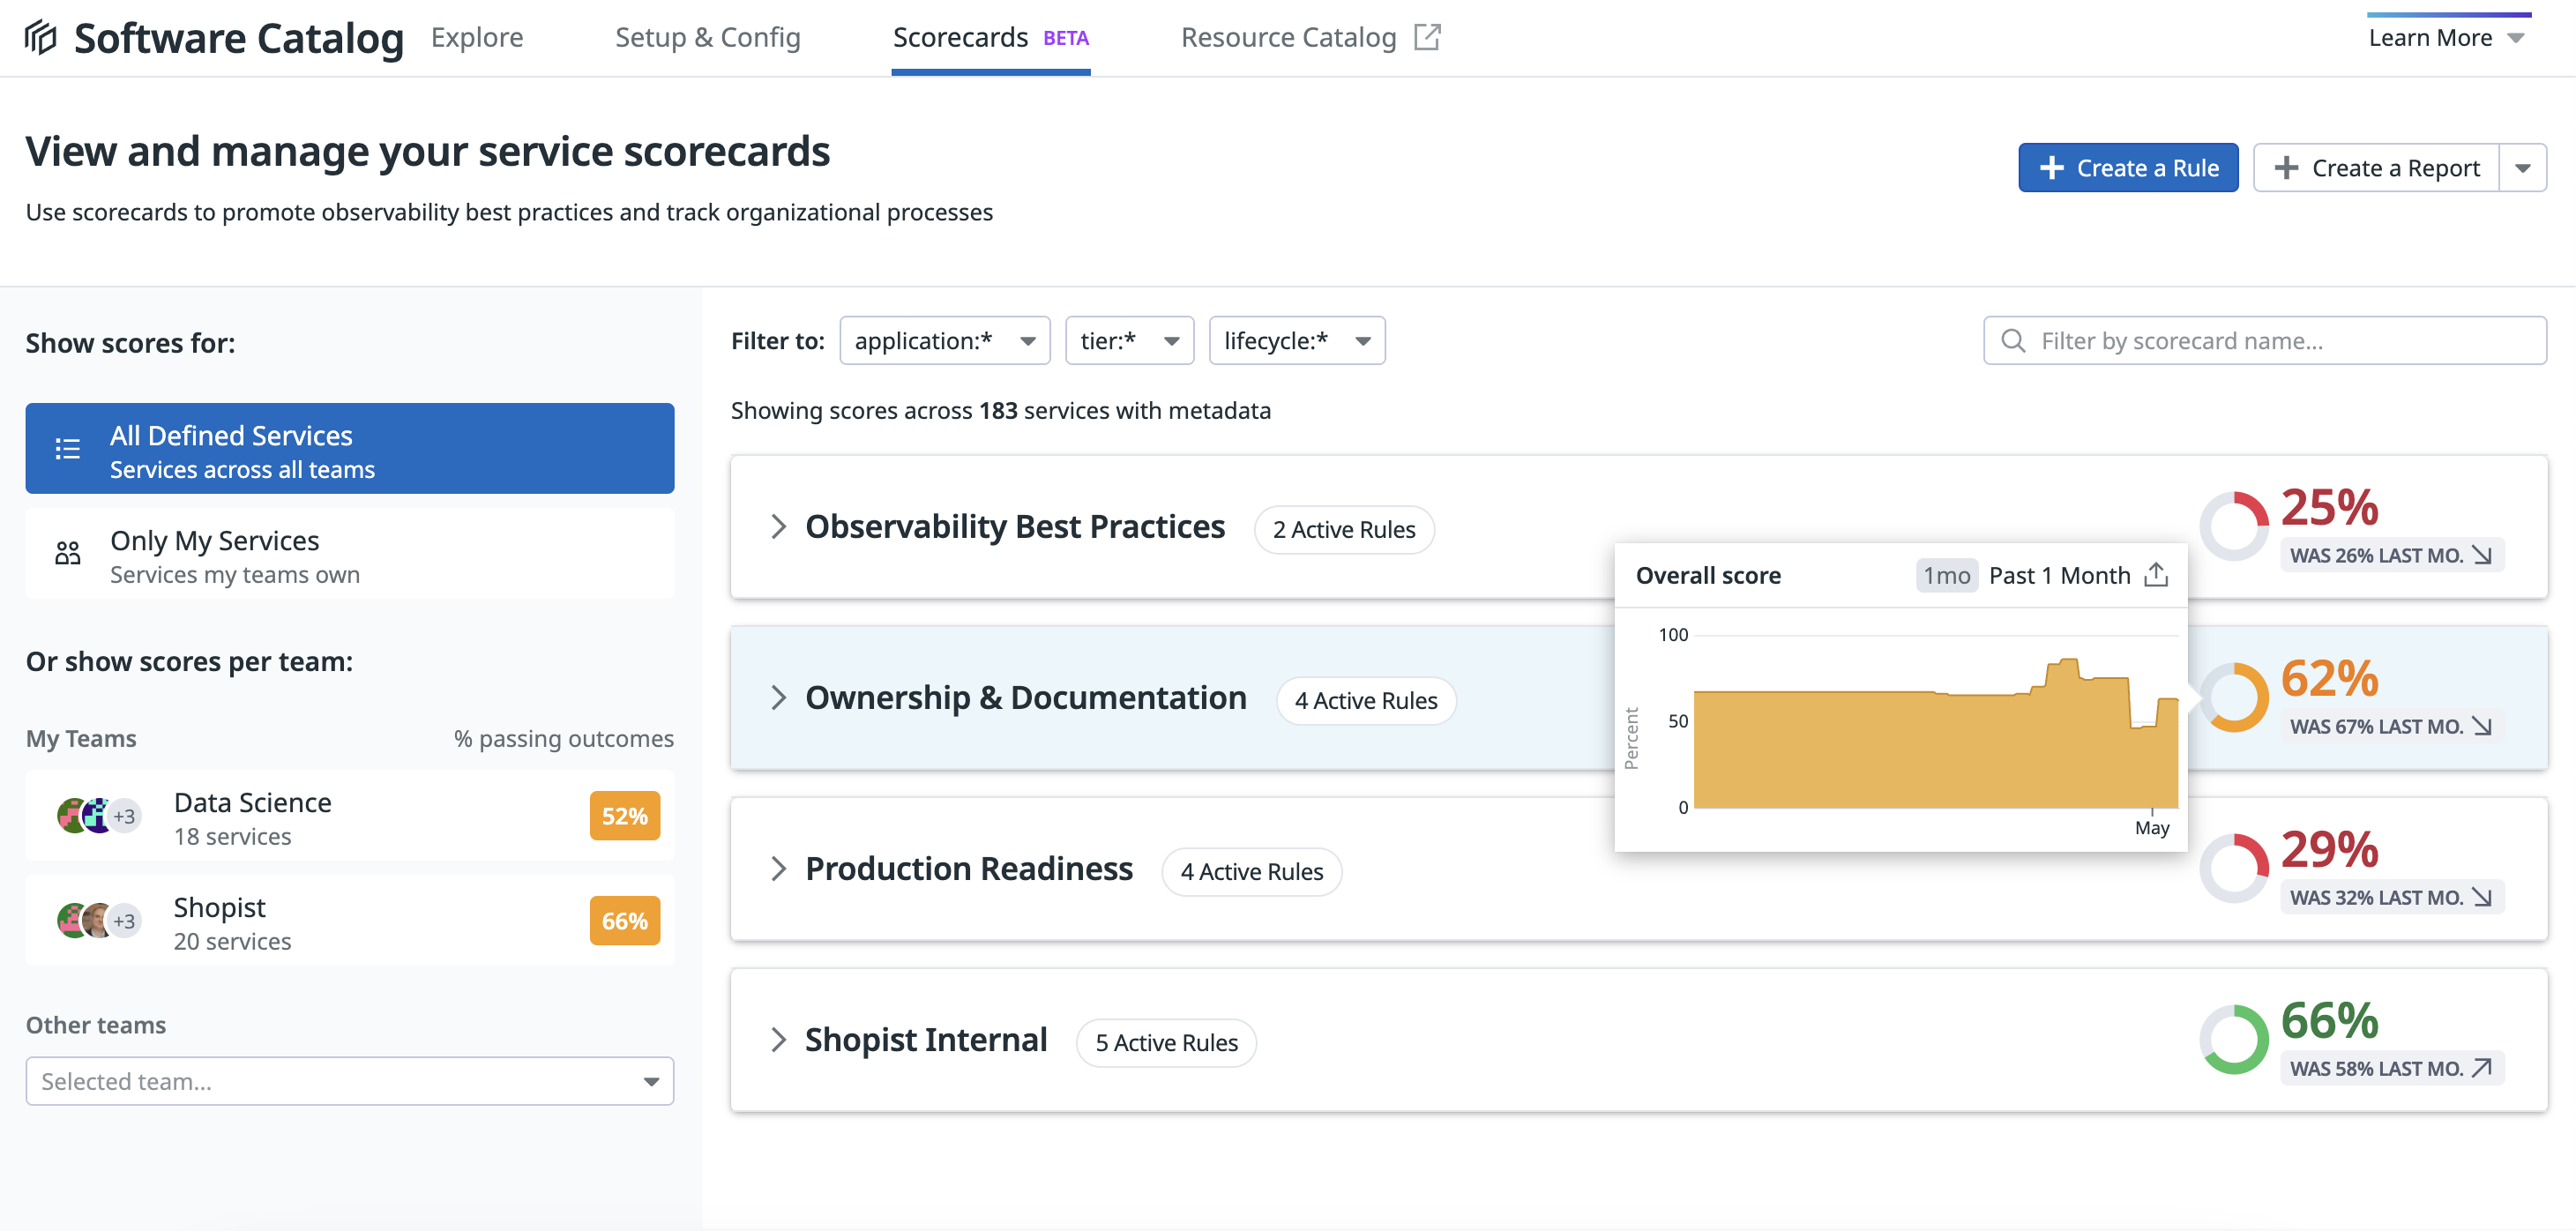 Software Catalog
Explore
Setup & Config
Scorecards BETA
Resource Catalog
Learn More
View and manage your service scorecards
Use scorecards to promote observability best practices and track organizational processes
Create a Rule
Create a Report
Show scores for:
All Defined Services
Services across all teams
Only My Services
Services my teams own
Or show scores per team:
My Teams
% passing outcomes
+3
Data Science
18 services
52%
+3
Shopist
20 services
66%
Other teams
Selected team...
Filter to:
application:*
tier:*
lifecycle:*
Filter by scorecard name...
Showing scores across 183 services with metadata
Observability Best Practices
2 Active Rules
25%
WAS 26% LAST MO.
Ownership & Documentation
4 Active Rules
62%
WAS 67% LAST MO.
Overall score
1mo Past 1 Month
100
50
0
Percent
May
Production Readiness
4 Active Rules
29%
WAS 32% LAST MO.
Shopist Internal
5 Active Rules
66%
WAS 58% LAST MO.